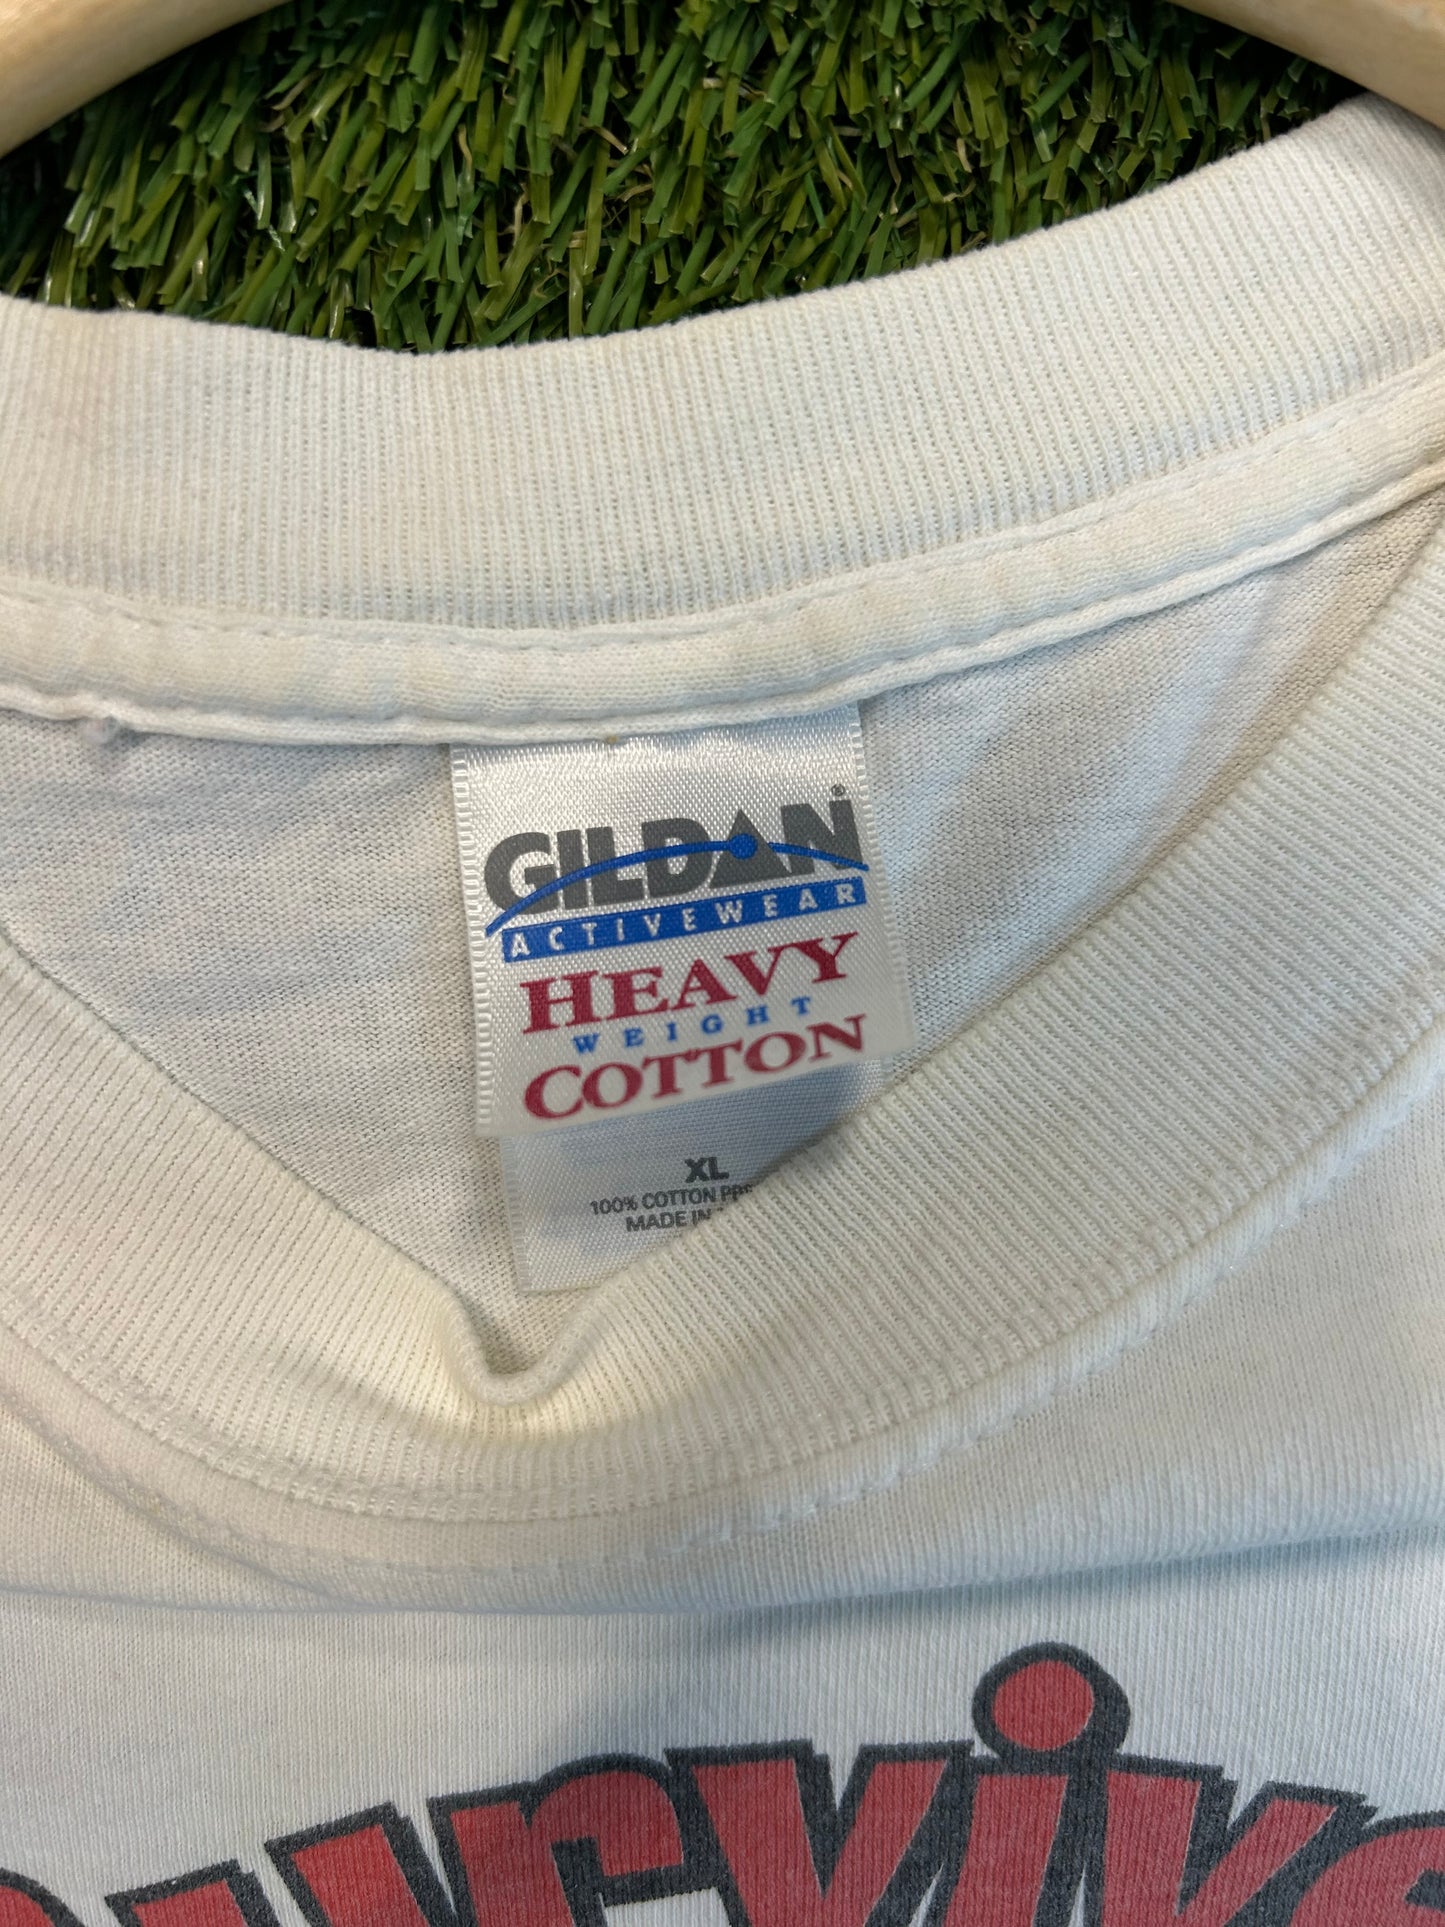 GILDAN®
ACTIVEWEAR
HEAVY
WEIGHT
COTTON
XL
100% COTTON
MADE IN